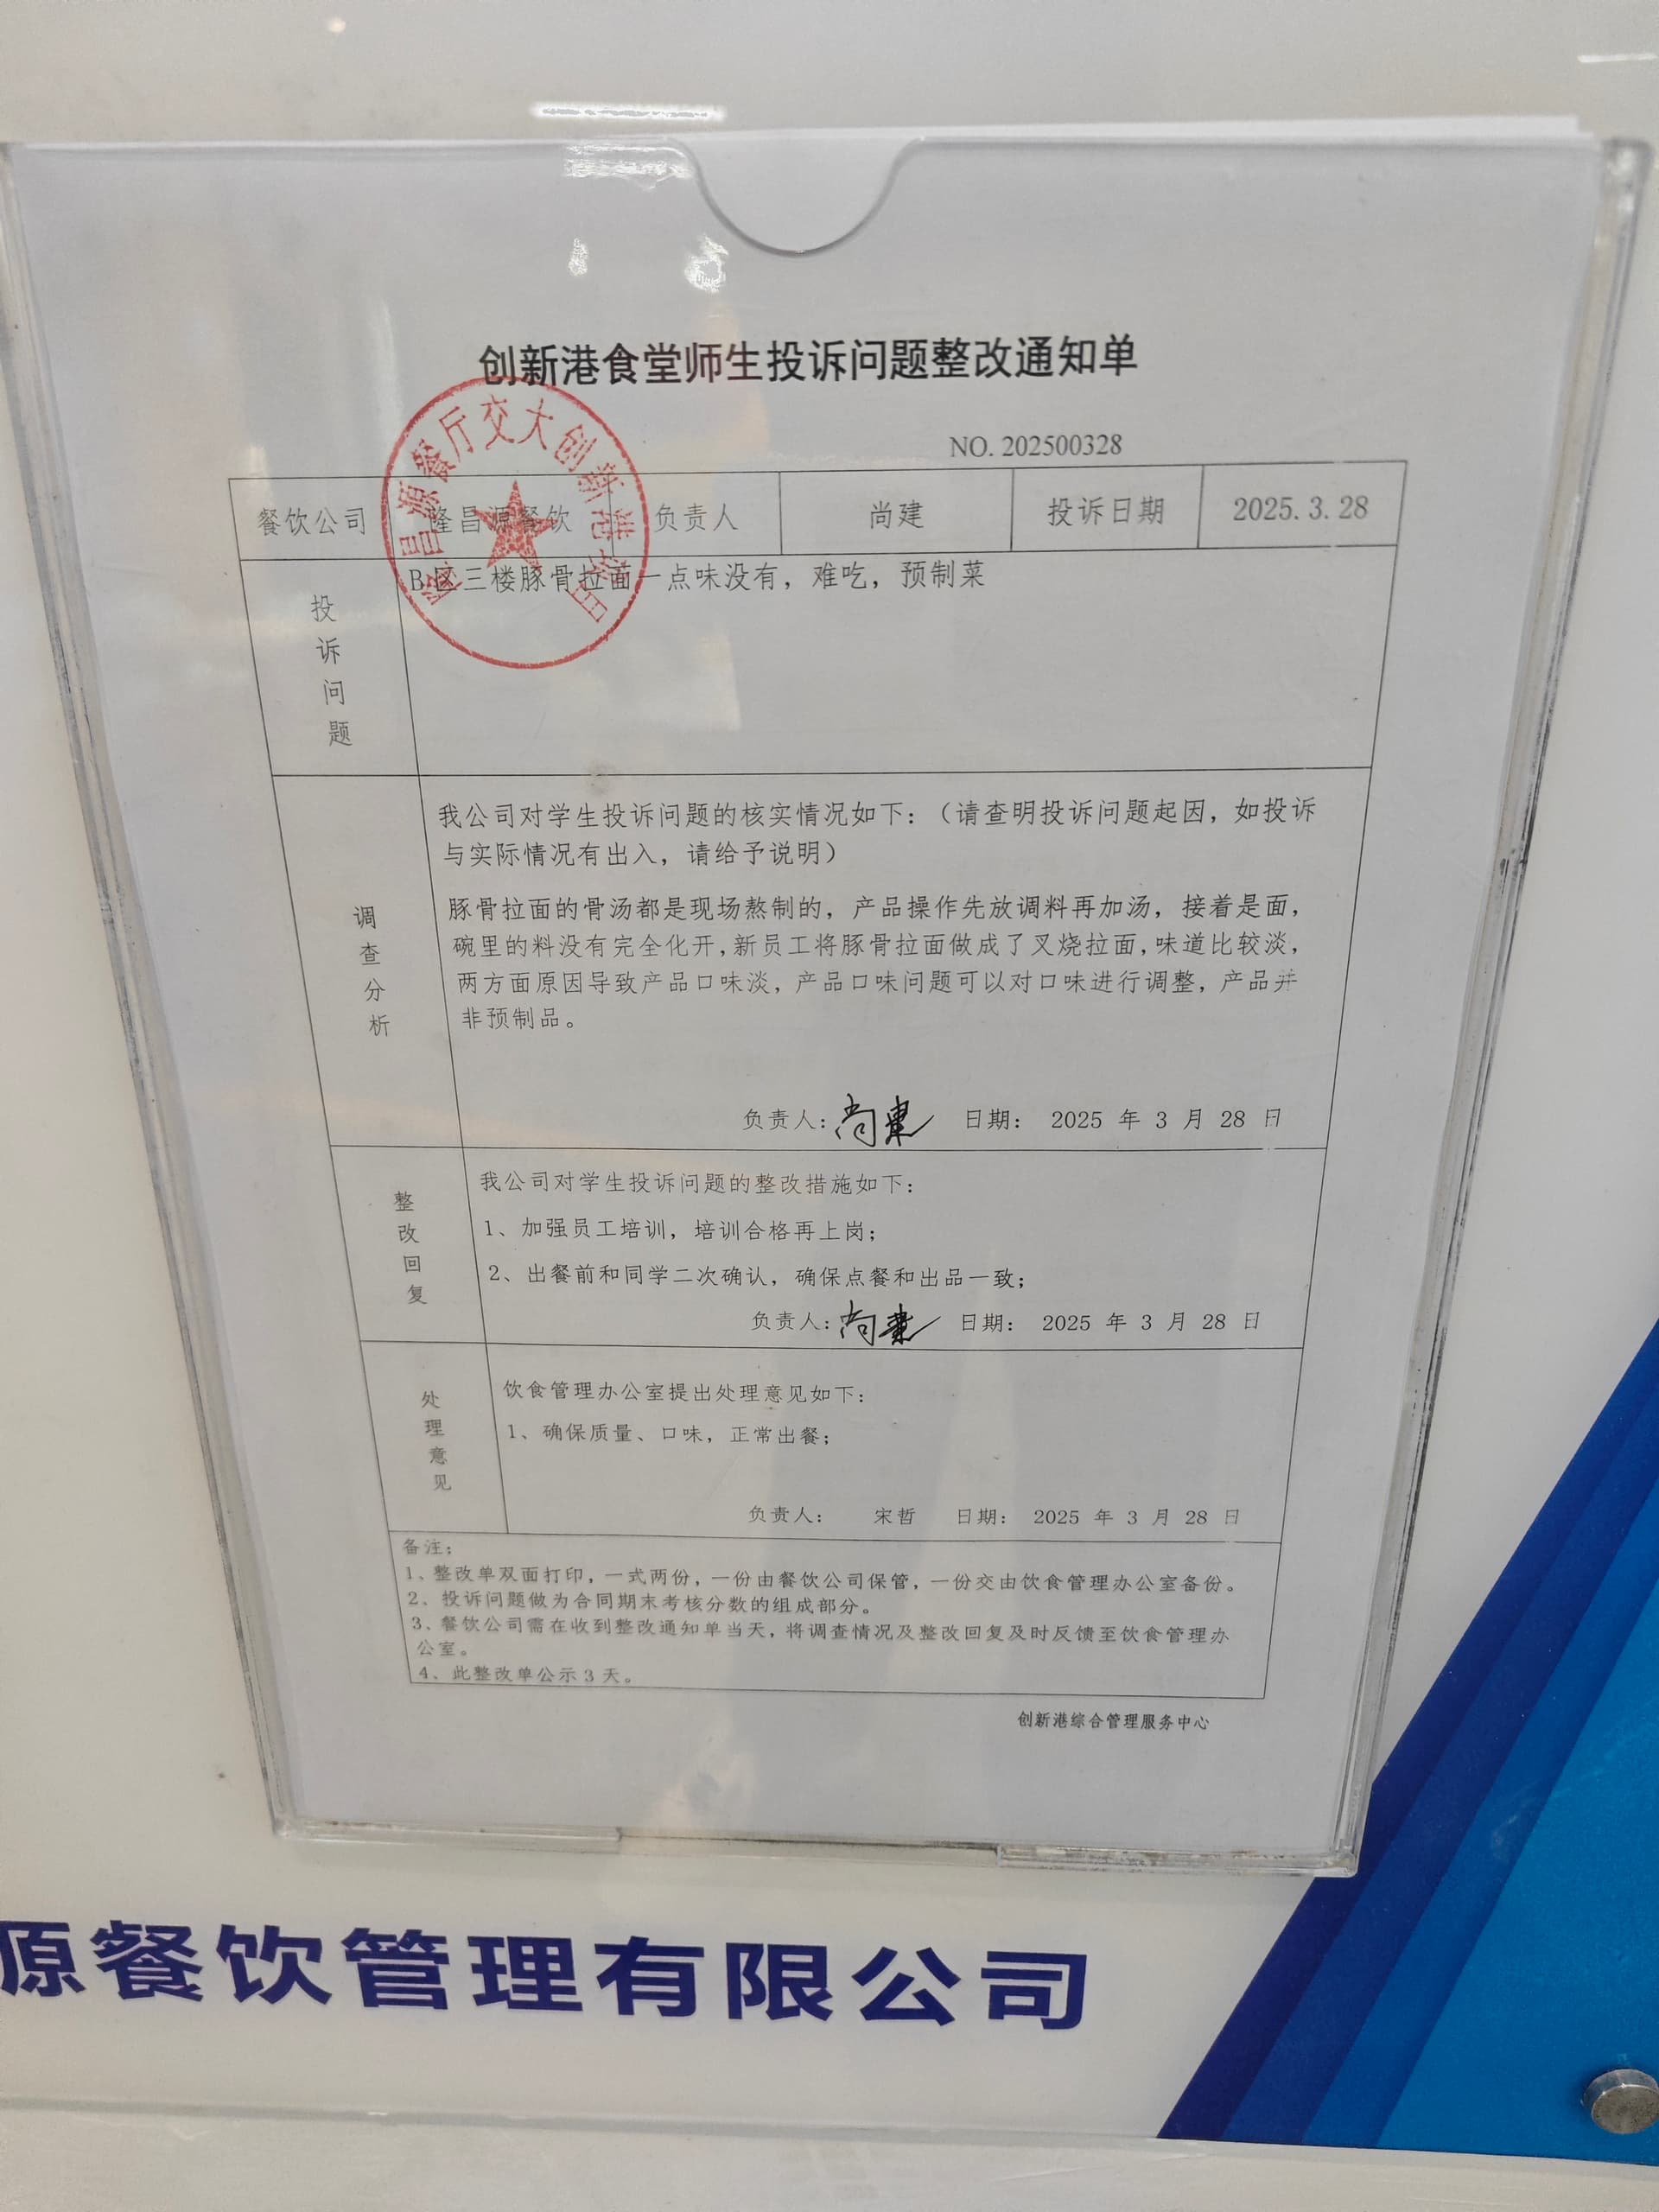 创新港食堂师生投诉问题整改通知单
NO. 202500328
餐饮公司 隆昌源餐饮 负责人 尚建 投诉日期 2025.3.28
隆昌源餐厅交大创新港项目
投诉问题
B区三楼豚骨拉面一点味没有，难吃，预制菜
调查分析
我公司对学生投诉问题的核实情况如下：（请查明投诉问题起因，如投诉
与实际情况有出入，请给予说明）
豚骨拉面的骨汤都是现场熬制的，产品操作先放调料再加汤，接着是面，
碗里的料没有完全化开，新员工将豚骨拉面做成了叉烧拉面，味道比较淡，
两方面原因导致产品口味淡，产品口味问题可以对口味进行调整，产品并
非预制品。
负责人：尚建 日期： 2025 年 3 月 28 日
整改回复
我公司对学生投诉问题的整改措施如下：
1、加强员工培训，培训合格再上岗；
2、出餐前和同学二次确认，确保点餐和出品一致；
负责人：尚建 日期： 2025 年 3 月 28 日
处理意见
饮食管理办公室提出处理意见如下：
1、确保质量、口味，正常出餐；
负责人： 宋哲 日期： 2025 年 3 月 28 日
备注：
1、整改单双面打印，一式两份，一份由餐饮公司保管，一份交由饮食管理办公室备份。
2、投诉问题做为合同期末考核分数的组成部分。
3、餐饮公司需在收到整改通知单当天，将调查情况及整改回复及时反馈至饮食管理办
公室。
4、此整改单公示 3 天。
创新港综合管理服务中心
源餐饮管理有限公司